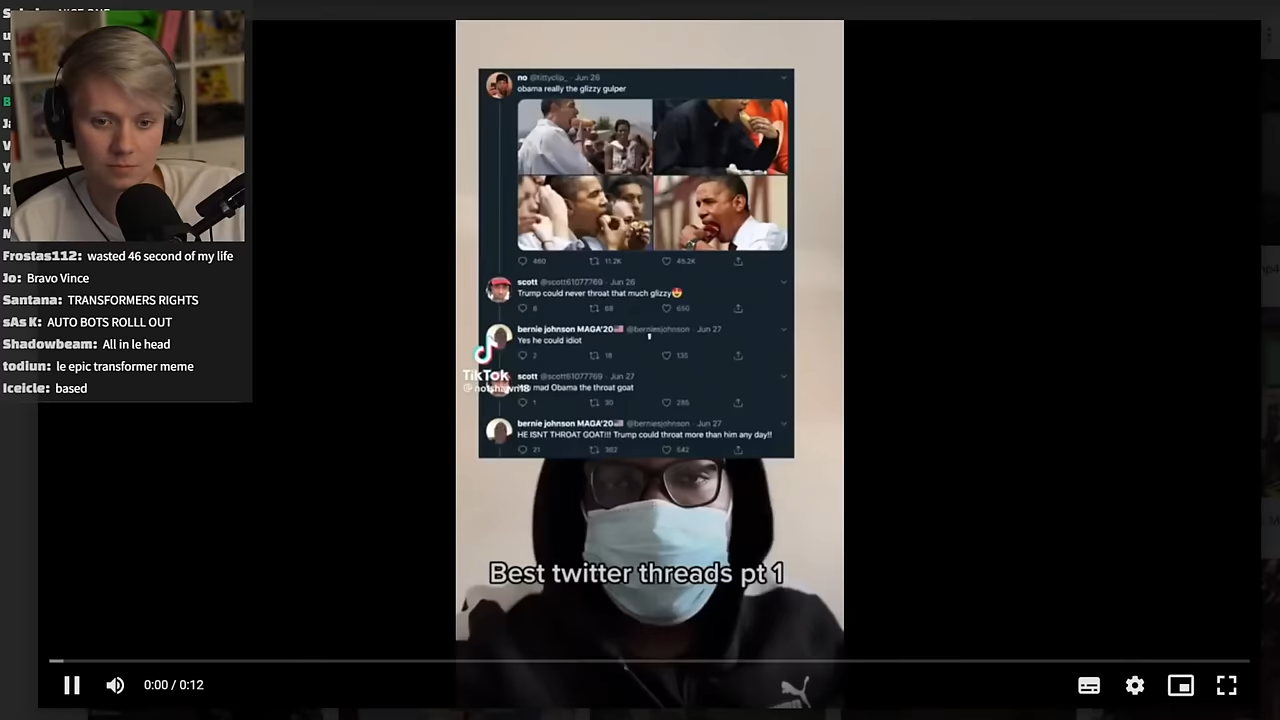 Frostas112: wasted 46 second of my life
Jo: Bravo Vince
Santana: TRANSFORMERS RIGHTS
sAs K: AUTO BOTS ROLLL OUT
Shadowbeam: All in le head
todiun: le epic transformer meme
Iceicle: based
no @tittyclip_ · Jun 26
obama really the glizzy gulper
460 11.2K 45.2K
scott @scott61077769 · Jun 26
Trump could never throat that much glizzy😍
8 68 650
bernie johnson MAGA'20🇺🇸 @berniesjohnson · Jun 27
Yes he could idiot
2 18 135
scott @scott61077769 · Jun 27
mad Obama the throat goat
1 30 285
bernie johnson MAGA'20🇺🇸 @berniesjohnson · Jun 27
HE ISNT THROAT GOAT!!! Trump could throat more than him any day!!
21 382 642
TikTok
Best twitter threads pt 1
0:00 / 0:12